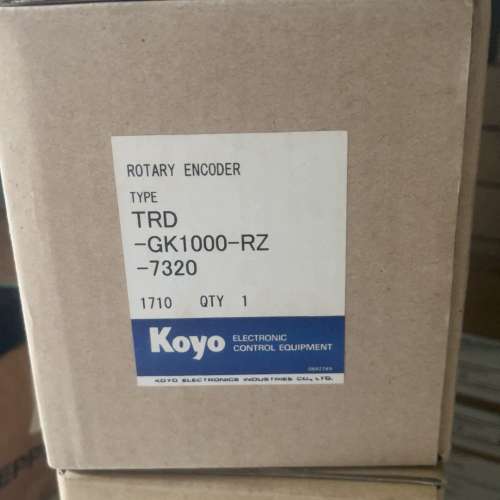 ROTARY ENCODER
TYPE
TRD
-GK1000-RZ
-7320
1710 QTY 1
Koyo ELECTRONIC
CONTROL EQUIPMENT
KOYO ELECTRONICS INDUSTRIES CO., LTD.